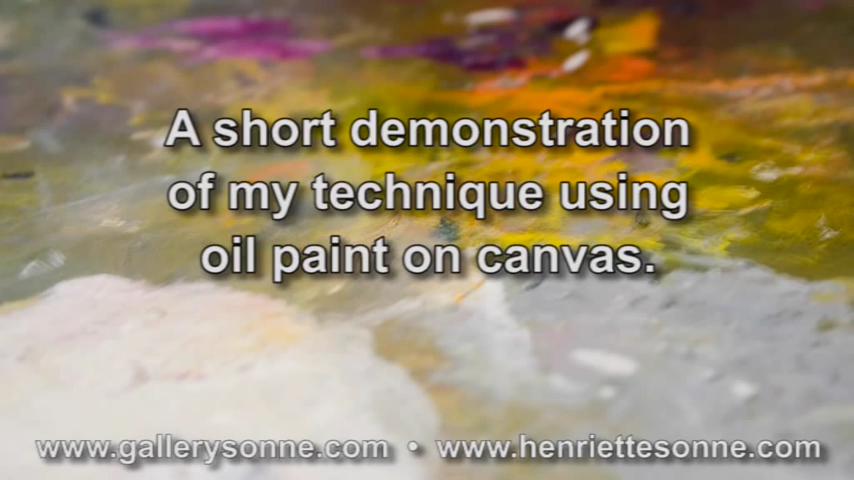 A short demonstration
of my technique using
oil paint on canvas.
www.gallerysonne.com • www.henriettesonne.com